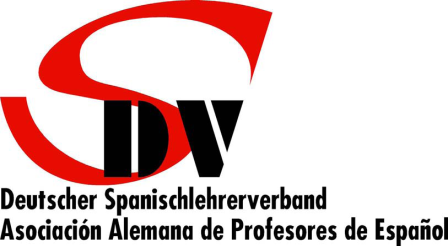 SDV
Deutscher Spanischlehrerverband
Asociación Alemana de Profesores de Español